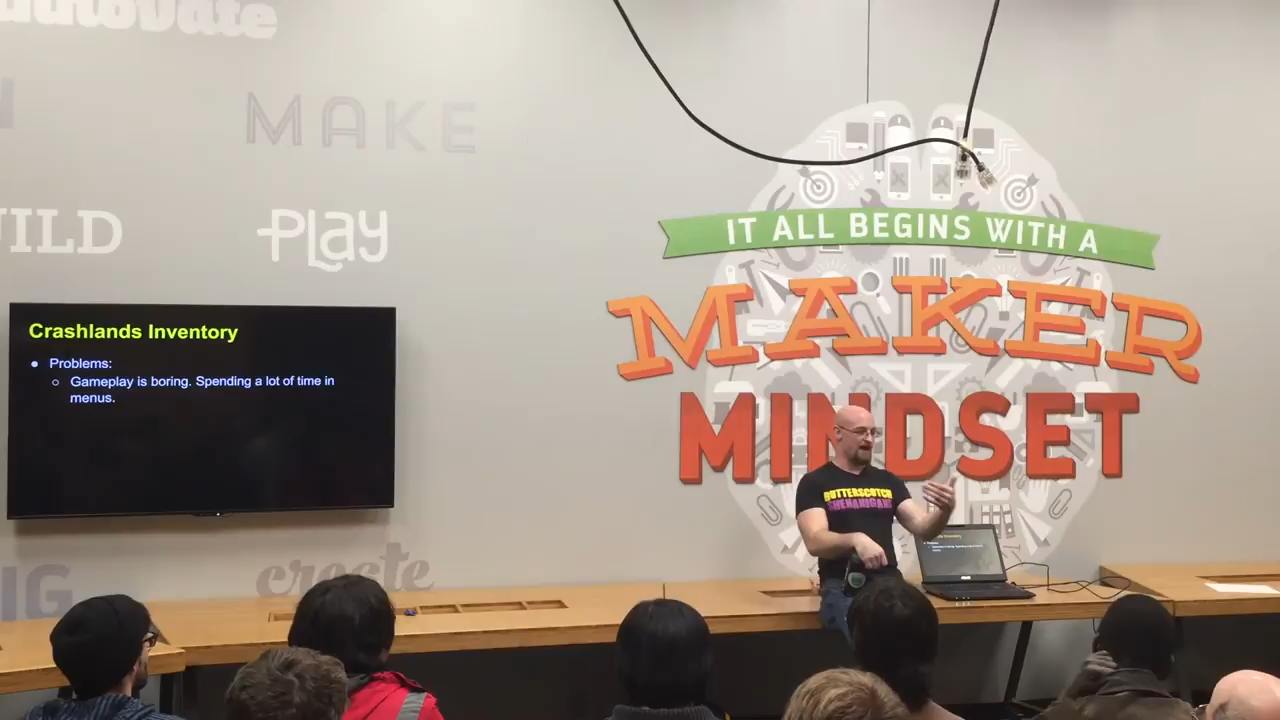 MAKE
PLAY
Crashlands Inventory
Problems:
Gameplay is boring. Spending a lot of time in
menus.
create
IT ALL BEGINS WITH A
MAKER
MINDSET
BUTTERSCOTCH
SHENANIGANS